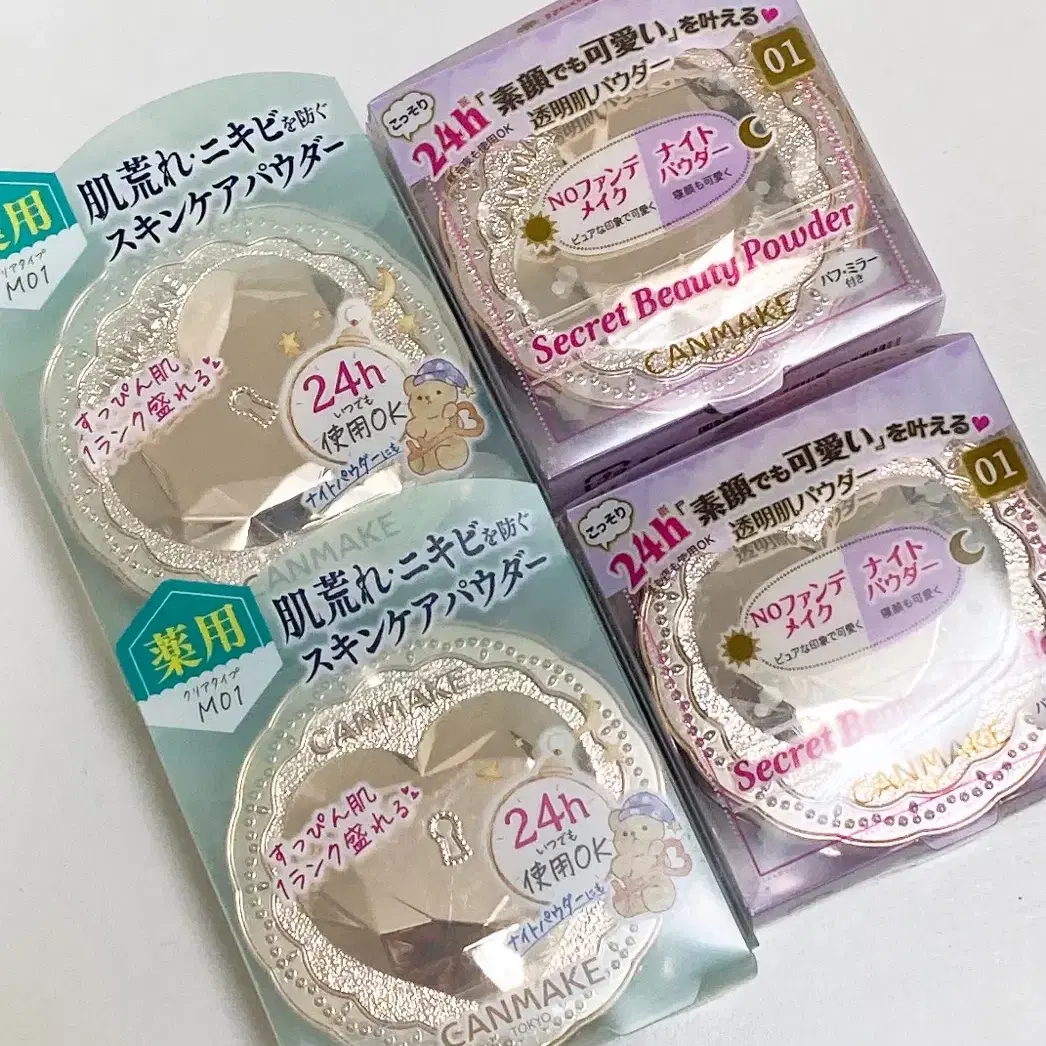 肌荒れ・ニキビを防ぐ
スキンケアパウダー
用
M01
すっぴん肌
1ランク盛れる
24h
いつでも
使用OK
ナイトパウダーにも
CANMAKE
こっそり
24h「素顔でも可愛い」を叶える
透明肌パウダー
01
NOファンデ
メイク
ピュアな印象で可愛く
ナイト
パウダー
寝顔も可愛く
Secret Beauty Powder
CANMAKE
パフ・ミラー
付き
肌荒れ・ニキビを防ぐ
スキンケアパウダー
薬用
クリアタイプ
M01
CANMAKE
すっぴん肌
1ランク盛れる
24h
いつでも
使用OK
ナイトパウダーにも
CANMAKE
TOKYO
こっそり
24h「素顔でも可愛い」を叶える
透明肌パウダー
01
NOファンデ
メイク
ピュアな印象で可愛く
ナイト
パウダー
寝顔も可愛く
Secret Beau
CANMAKE